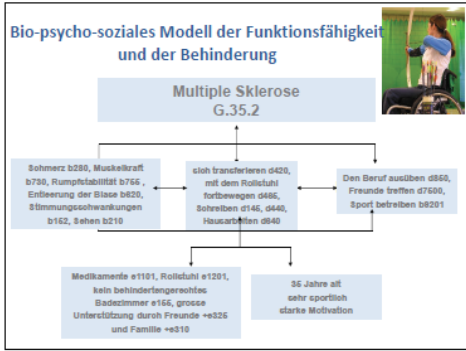 Bio-psycho-soziales Modell der Funktionsfähigkeit
und der Behinderung
Multiple Sklerose
G.35.2
Schmerz b280, Muskelkraft
b730, Rumpfstabilität b755 ,
Entleerung der Blase b620,
Stimmungsschwankungen
b152, Sehen b210
sich transferieren d420,
mit dem Rollstuhl
fortbewegen d465,
Schreiben d145, d440,
Hausarbeiten d640
Den Beruf ausüben d850,
Freunde treffen d7500,
Sport betreiben b9201
Medikamente e1101, Rollstuhl e1201,
kein behindertengerechtes
Badezimmer e155, grosse
Unterstützung durch Freunde +e325
und Familie +e310
35 Jahre alt
sehr sportlich
starke Motivation